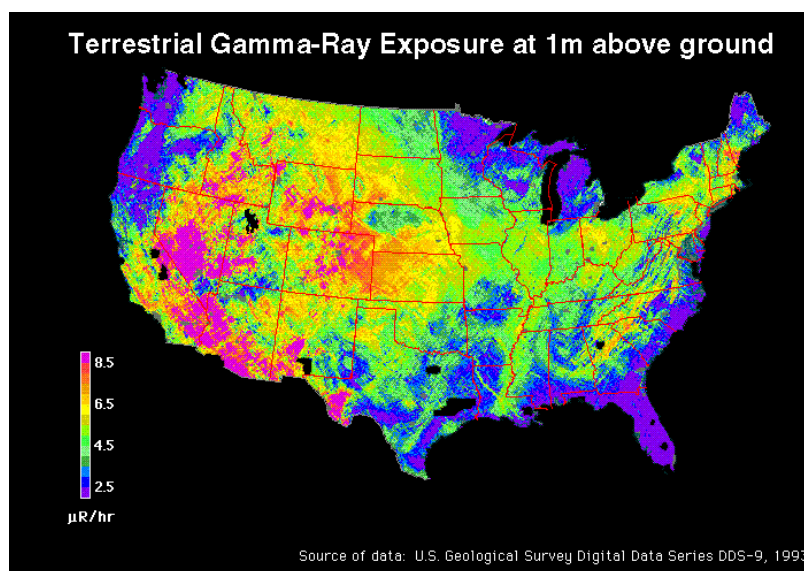 Terrestrial Gamma-Ray Exposure at 1m above ground
8.5
6.5
4.5
2.5
µR/hr
Source of data: U.S. Geological Survey Digital Data Series DDS-9, 1993